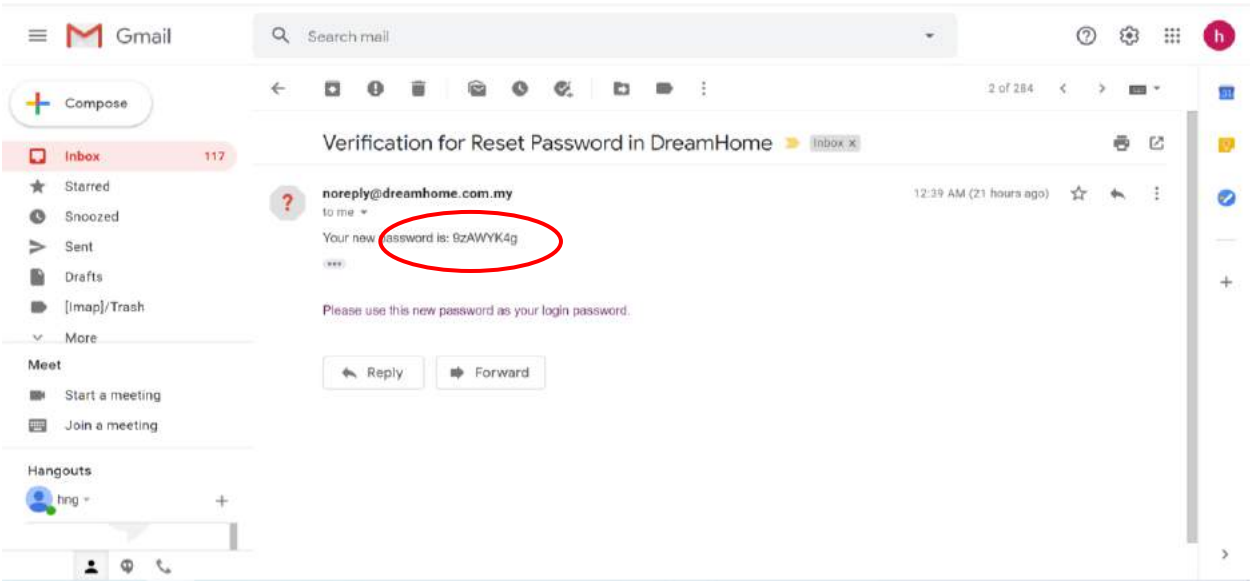 Gmail
Search mail
h
Compose
2 of 284
31
Verification for Reset Password in DreamHome
Inbox x
Inbox 117
Starred
Snoozed
Sent
Drafts
[Imap]/Trash
More
?
noreply@dreamhome.com.my
12:39 AM (21 hours ago)
to me
Your new password is: 9zAWYK4g
...
Please use this new password as your login password.
Reply
Forward
Meet
Start a meeting
Join a meeting
Hangouts
hng